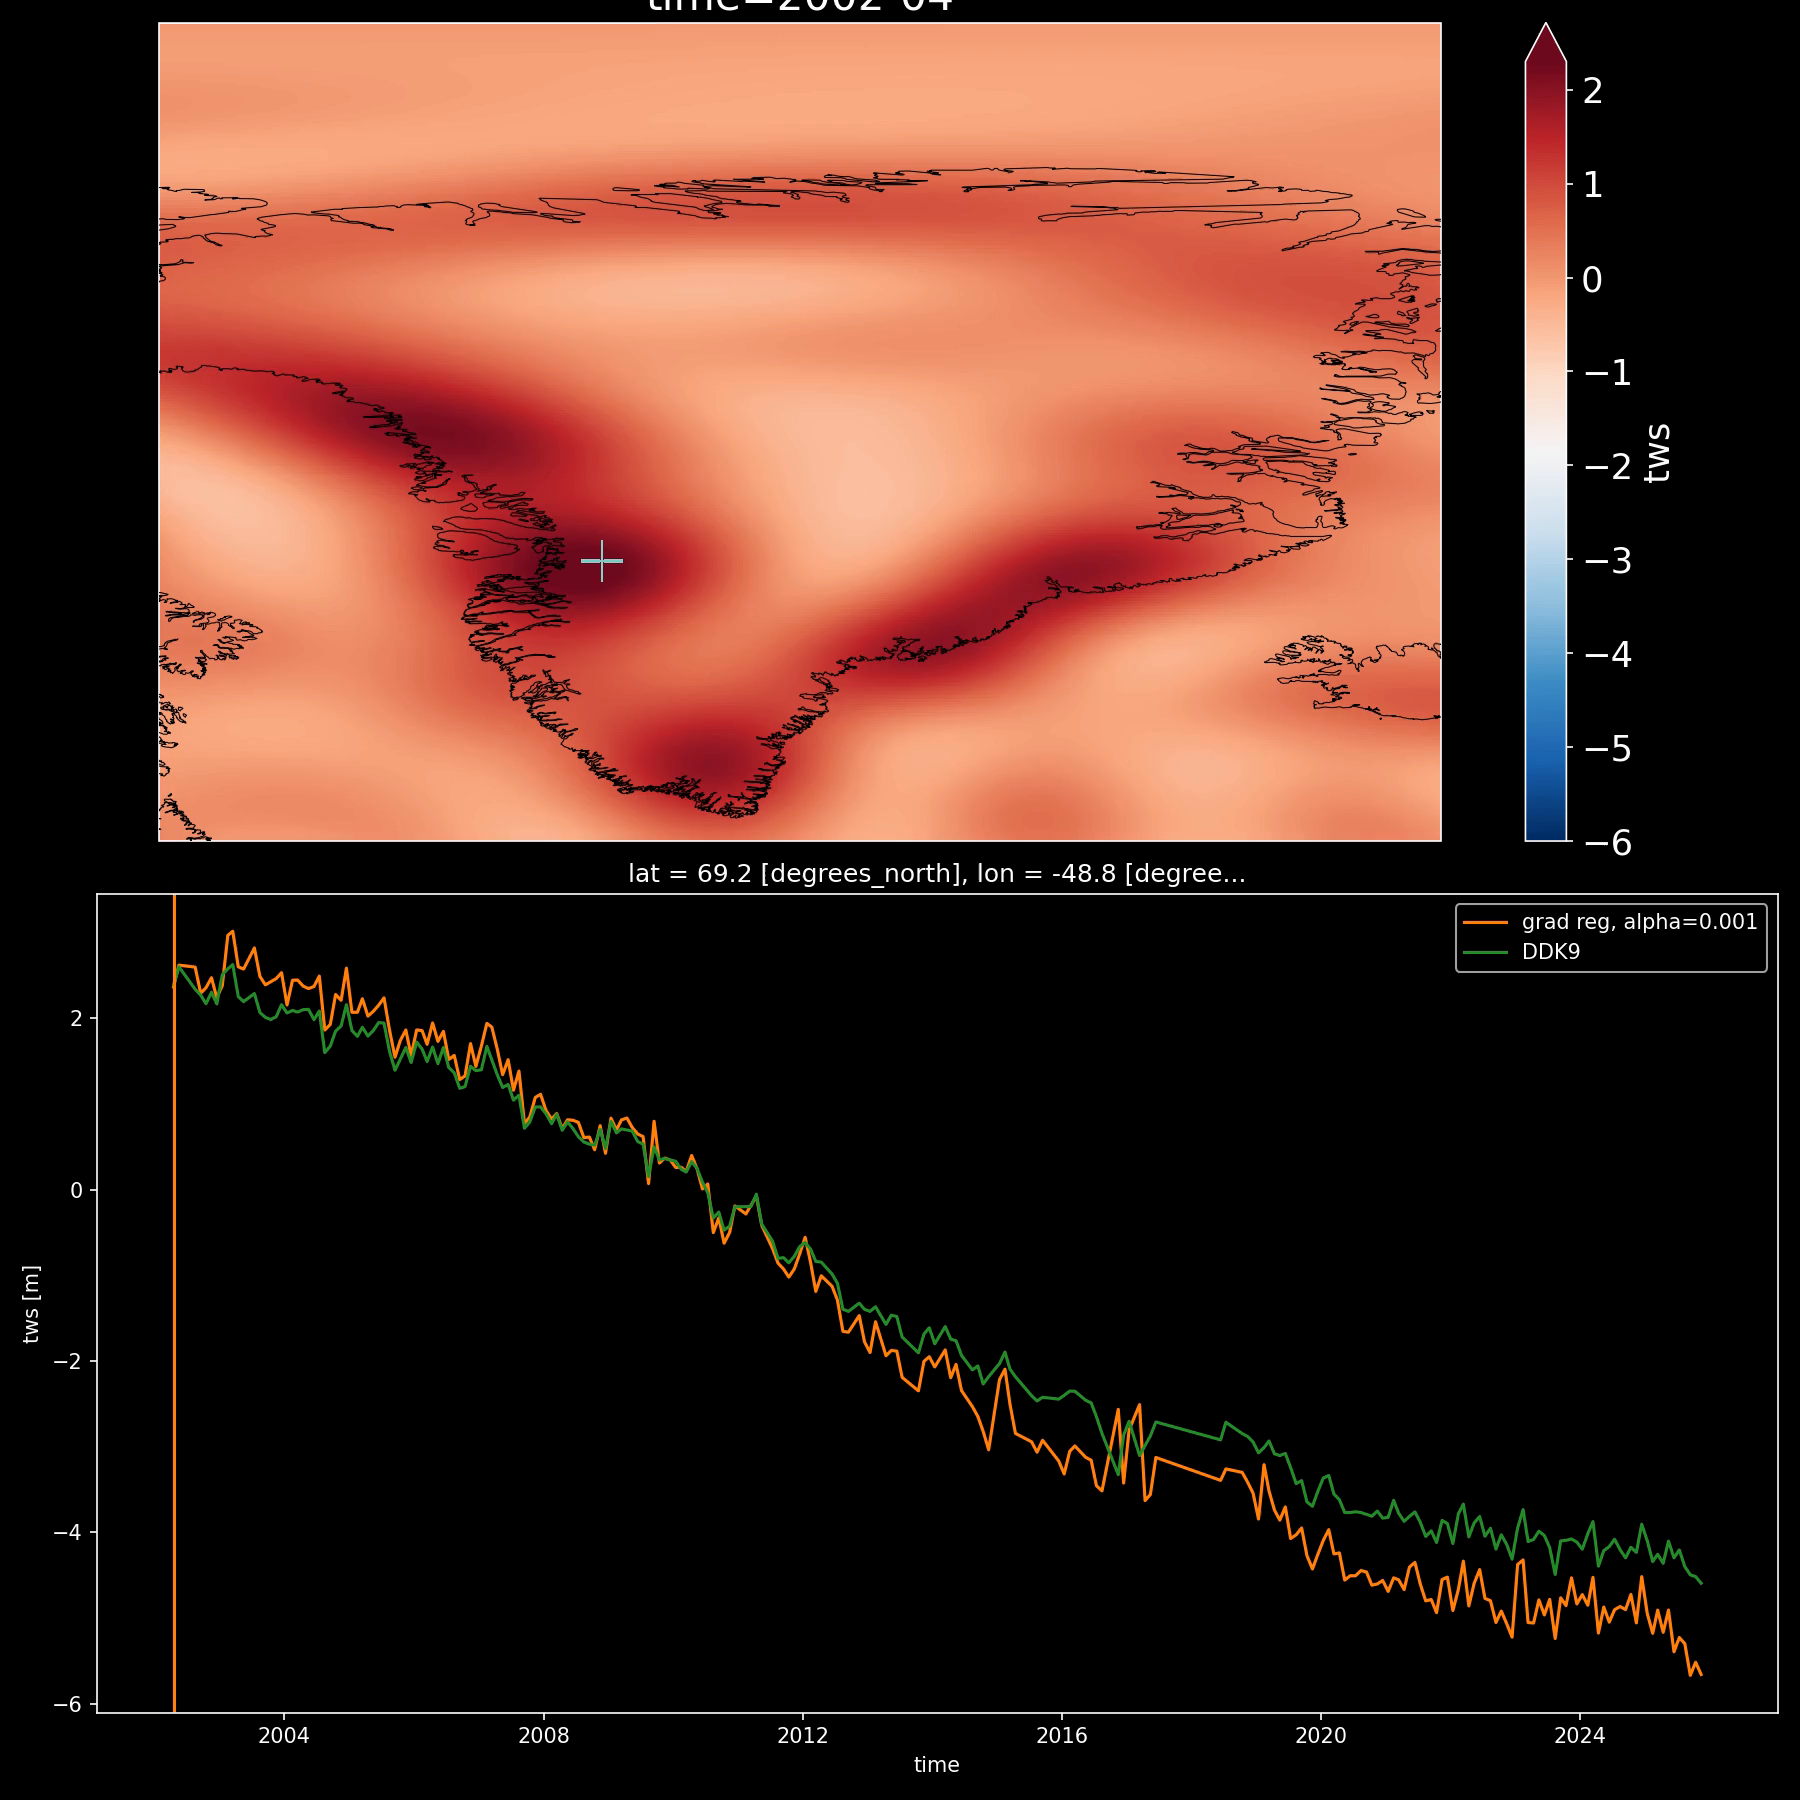 time=2002-04
2
1
0
−1
−2
−3
−4
−5
−6
tws
lat = 69.2 [degrees_north], lon = -48.8 [degree...
grad reg, alpha=0.001
DDK9
2
0
−2
−4
−6
tws [m]
2004 2008 2012 2016 2020 2024
time